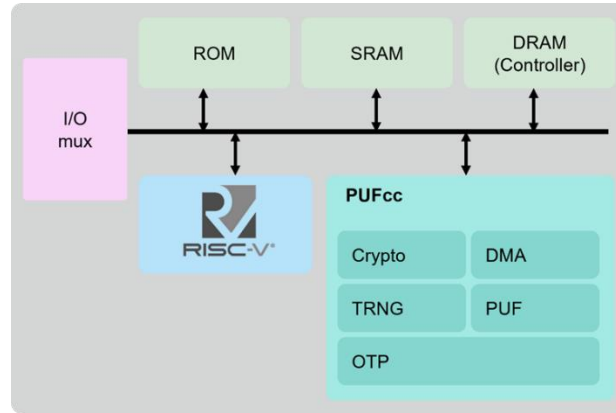 ROM
SRAM
DRAM
(Controller)
I/O
mux
RISC-V®
PUFcc
Crypto
DMA
TRNG
PUF
OTP